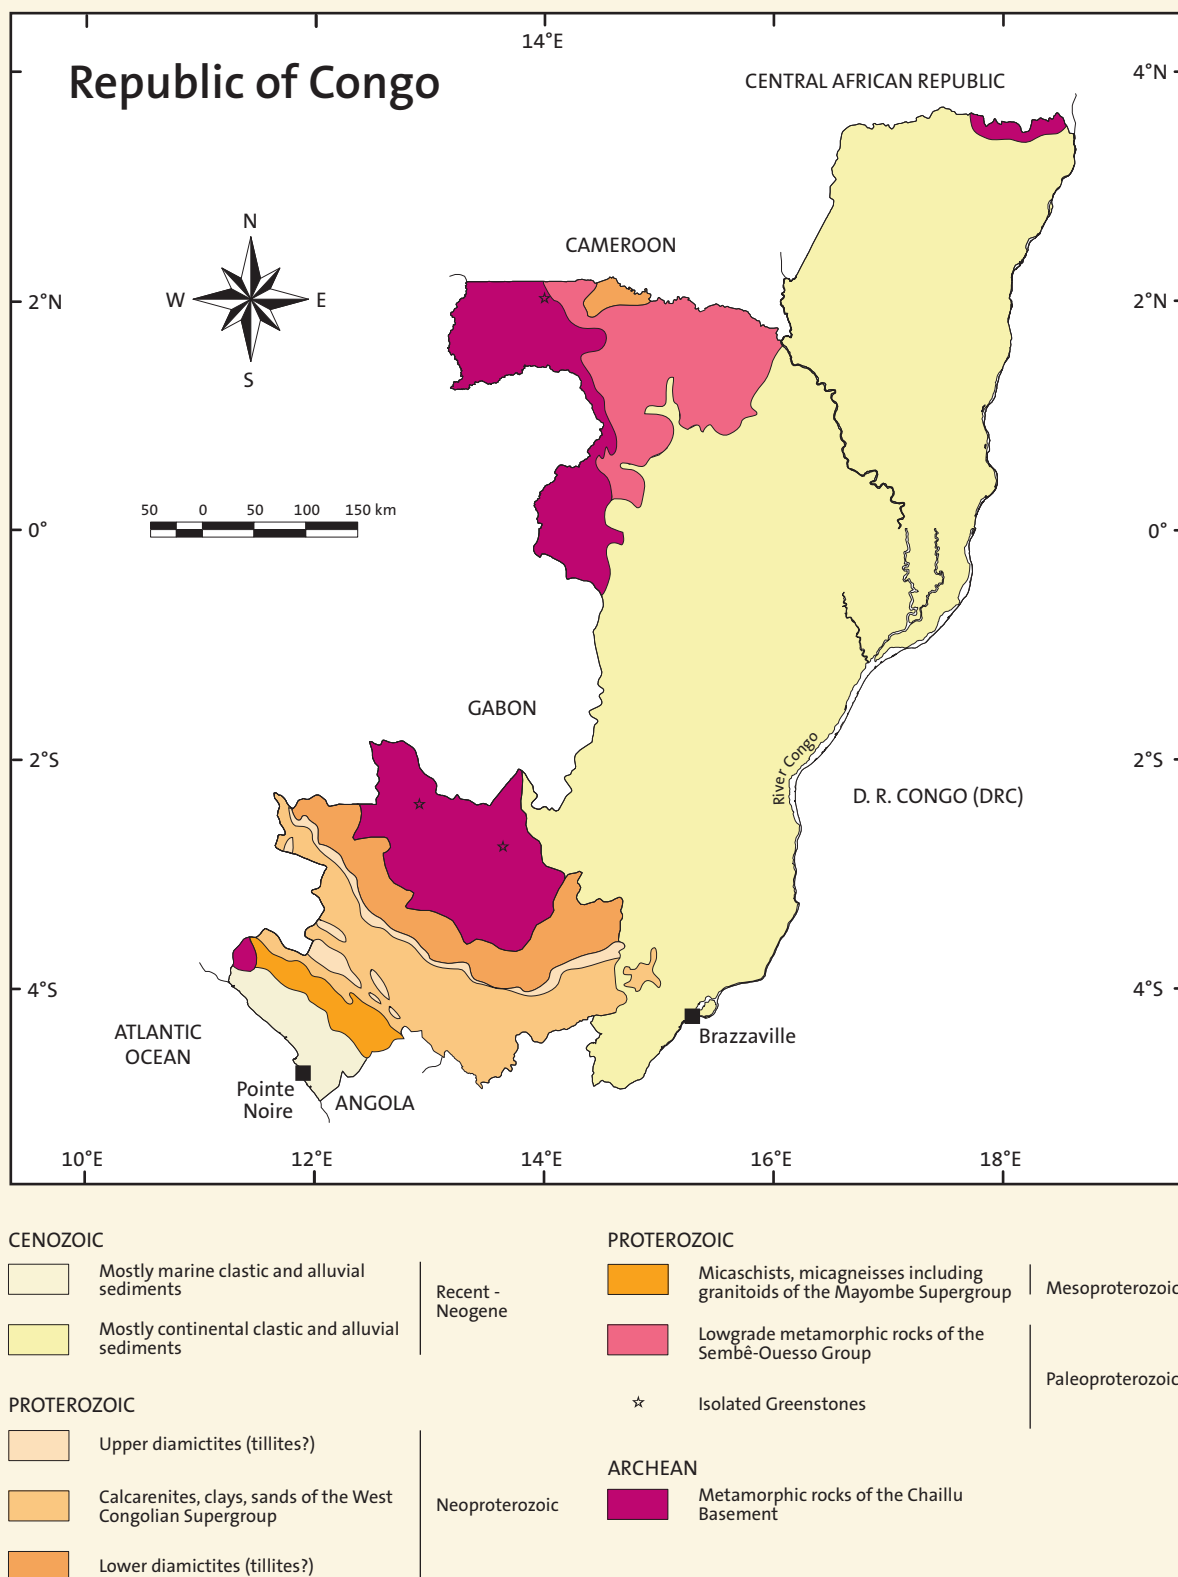 14°E
Republic of Congo
CENTRAL AFRICAN REPUBLIC
4°N
N
CAMEROON
W
E
2°N
2°N
S
50 0 50 100 150 km
0°
0°
GABON
River Congo
2°S
2°S
D. R. CONGO (DRC)
4°S
4°S
ATLANTIC
OCEAN
Brazzaville
Pointe
Noire
ANGOLA
10°E
12°E
14°E
16°E
18°E
CENOZOIC
Mostly marine clastic and alluvial
sediments
Mostly continental clastic and alluvial
sediments
Recent -
Neogene
PROTEROZOIC
Upper diamictites (tillites?)
Calcarenites, clays, sands of the West
Congolian Supergroup
Lower diamictites (tillites?)
Neoproterozoic
PROTEROZOIC
Micaschists, micagneisses including
granitoids of the Mayombe Supergroup
Mesoproterozoic
Lowgrade metamorphic rocks of the
Sembê-Ouesso Group
Isolated Greenstones
Paleoproterozoic
ARCHEAN
Metamorphic rocks of the Chaillu
Basement